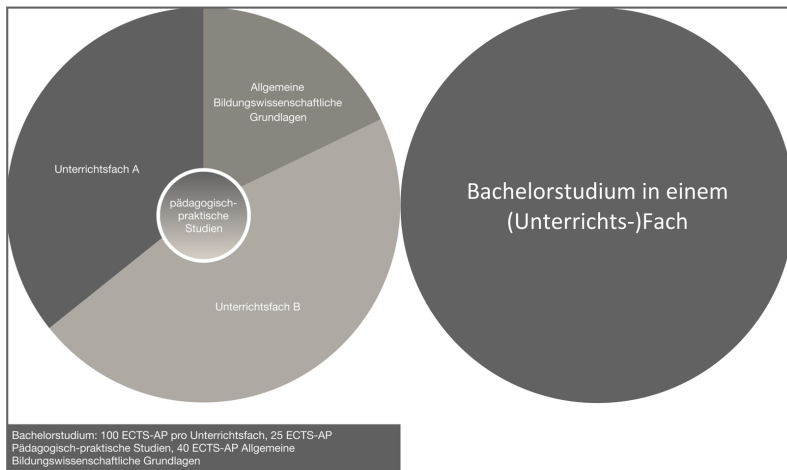 Allgemeine
Bildungswissenschaftliche
Grundlagen
Unterrichtsfach A
pädagogisch-
praktische
Studien
Unterrichtsfach B
Bachelorstudium in einem
(Unterrichts-)Fach
Bachelorstudium: 100 ECTS-AP pro Unterrichtsfach, 25 ECTS-AP
Pädagogisch-praktische Studien, 40 ECTS-AP Allgemeine
Bildungswissenschaftliche Grundlagen